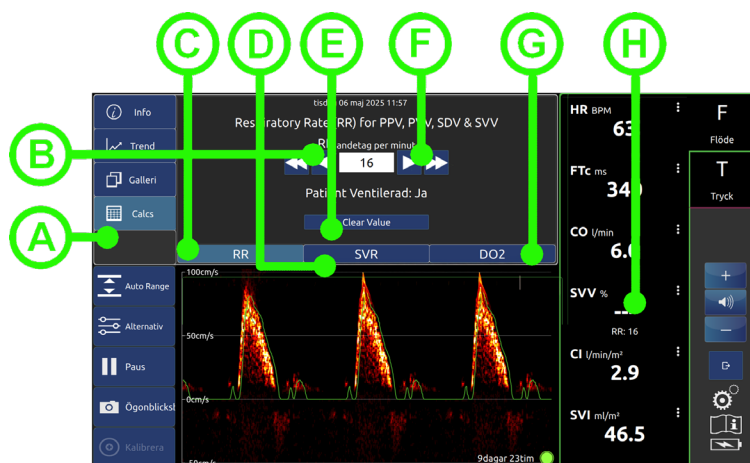 C
D
E
F
G
H
B
A
Info
Trend
Galleri
Calcs
Auto Range
Alternativ
Paus
Kalibrera
tisd 06 maj 2025 11:57
Respiratory Rate (RR) for PPV, PVV, SDV & SVV
RR andetag per minut
16
Patient Ventilerad: Ja
Clear Value
RR
SVR
DO2
100cm/s
50cm/s
0cm/s
-50cm/s
9dagar 23tim
HR BPM
63
FTc ms
340
CO l/min
6.0
SVV %
---
RR: 16
CI l/min/m²
2.9
SVI ml/m²
46.5
F
Flöde
T
Tryck
+
−